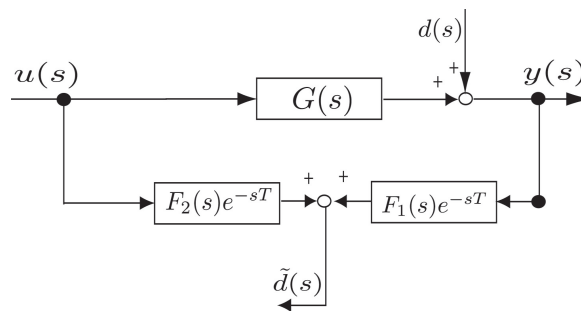 d(s)
u(s)
+
+
y(s)
G(s)
+
+
F₂(s)e⁻ˢᵀ
F₁(s)e⁻ˢᵀ
d̃(s)